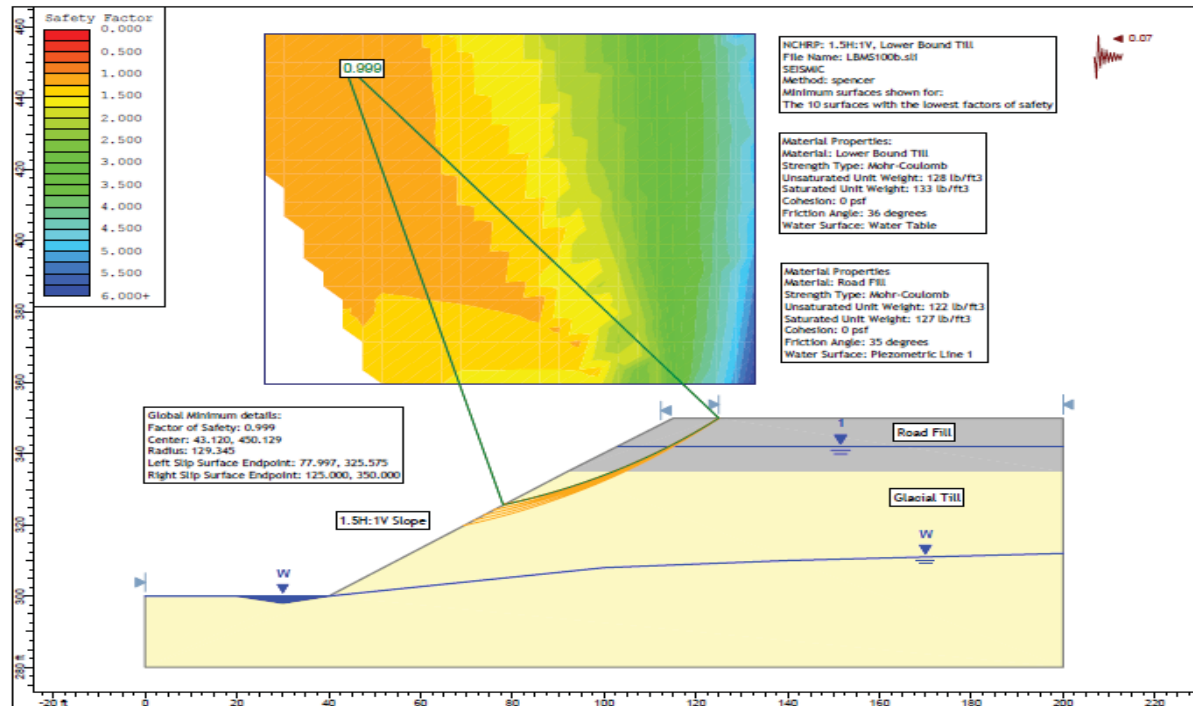 Safety Factor
0.000
0.500
1.000
1.500
2.000
2.500
3.000
3.500
4.000
4.500
5.000
5.500
6.000+
0.999
NCHRP: 1.5H:1V, Lower Bound Till
File Name: LBMS100b.sli
SEISMIC
Method: spencer
Minimum surfaces shown for:
The 10 surfaces with the lowest factors of safety
0.07
Material Properties:
Material: Lower Bound Till
Strength Type: Mohr-Coulomb
Unsaturated Unit Weight: 128 lb/ft3
Saturated Unit Weight: 133 lb/ft3
Cohesion: 0 psf
Friction Angle: 36 degrees
Water Surface: Water Table
Material Properties
Material: Road Fill
Strength Type: Mohr-Coulomb
Unsaturated Unit Weight: 122 lb/ft3
Saturated Unit Weight: 127 lb/ft3
Cohesion: 0 psf
Friction Angle: 35 degrees
Water Surface: Piezometric Line 1
Global Minimum details:
Factor of Safety: 0.999
Center: 43.120, 450.129
Radius: 129.345
Left Slip Surface Endpoint: 77.997, 325.575
Right Slip Surface Endpoint: 125.000, 350.000
1
Road Fill
Glacial Till
1.5H:1V Slope
W
W
460
440
420
400
380
360
340
320
300
280 ft
-20 ft
0
20
40
60
80
100
120
140
160
180
200
220